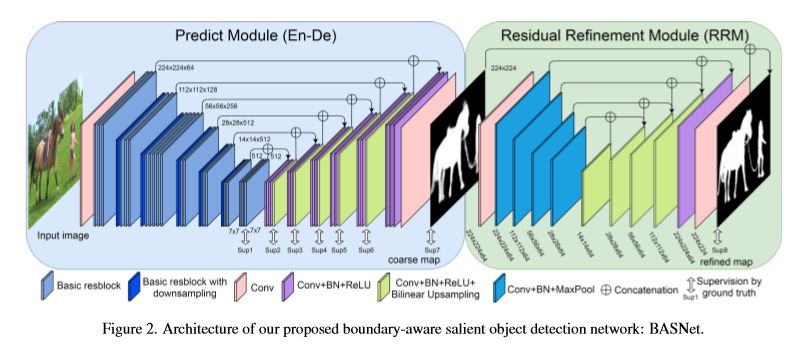 Predict Module (En-De)
Residual Refinement Module (RRM)
224x224x64
224x224
112x112x128
56x56x256
28x28x512
14x14x512
512
512
7x7
7x7
Input image
Sup1
Sup2
Sup3
Sup4
Sup5
Sup6
Sup7
Sup8
coarse map
refined map
224x224x64
224x224x64
112x112x64
56x56x64
28x28x64
14x14x64
28x28x64
56x56x64
112x112x64
224x224x64
224x224
Basic resblock
Basic resblock with
downsampling
Conv
Conv+BN+ReLU
Conv+BN+ReLU+
Bilinear Upsampling
Conv+BN+MaxPool
Concatenation
Sup1
Supervision by
ground truth
Figure 2. Architecture of our proposed boundary-aware salient object detection network: BASNet.